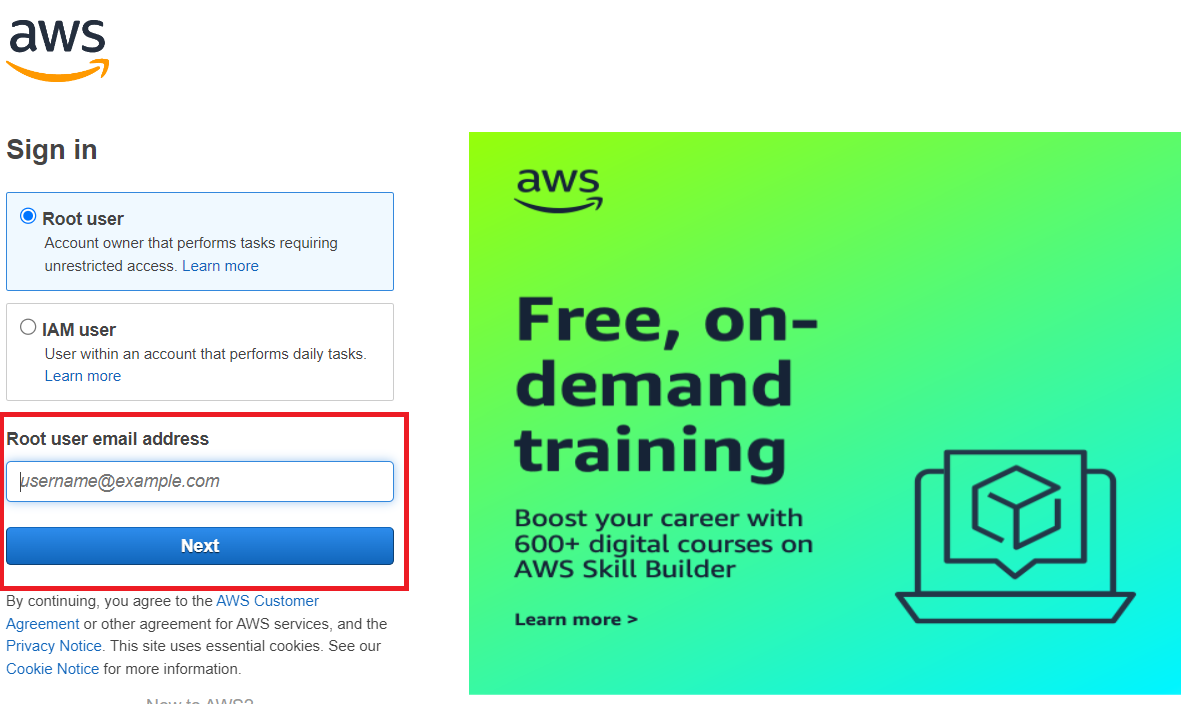 aws
Sign in
Root user
Account owner that performs tasks requiring
unrestricted access. Learn more
IAM user
User within an account that performs daily tasks.
Learn more
Root user email address
username@example.com
Next
By continuing, you agree to the AWS Customer
Agreement or other agreement for AWS services, and the
Privacy Notice. This site uses essential cookies. See our
Cookie Notice for more information.
New to AWS?
aws
Free, on-
demand
training
Boost your career with
600+ digital courses on
AWS Skill Builder
Learn more >